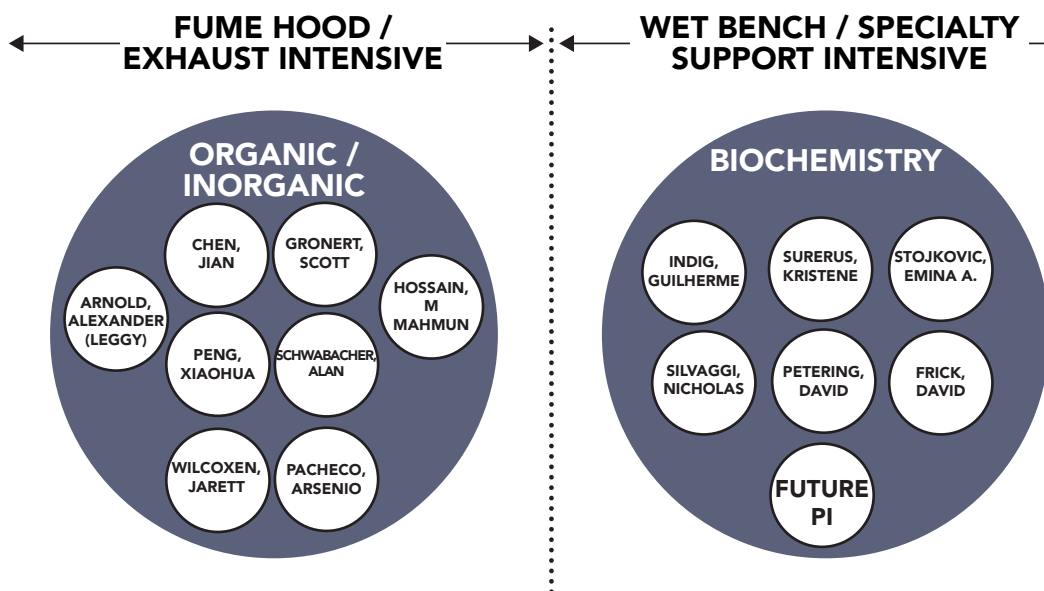 FUME HOOD /
EXHAUST INTENSIVE
WET BENCH / SPECIALTY
SUPPORT INTENSIVE
ORGANIC /
INORGANIC
CHEN,
JIAN
GRONERT,
SCOTT
ARNOLD,
ALEXANDER
(LEGGY)
HOSSAIN,
M
MAHMUN
PENG,
XIAOHUA
SCHWABACHER,
ALAN
WILCOXEN,
JARETT
PACHECO,
ARSENIO
BIOCHEMISTRY
INDIG,
GUILHERME
SURERUS,
KRISTENE
STOJKOVIC,
EMINA A.
SILVAGGI,
NICHOLAS
PETERING,
DAVID
FRICK,
DAVID
FUTURE
PI